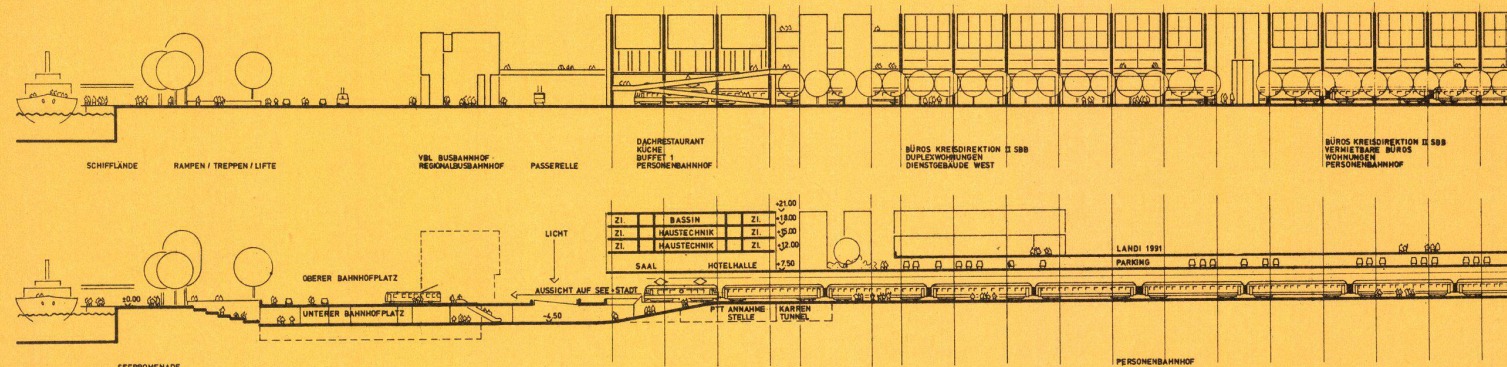 SCHIFFLÄNDE
RAMPEN / TREPPEN / LIFTE
VBL BUSBAHNHOF
REGIONALBUSBAHNHOF
PASSERELLE
DACHRESTAURANT
KÜCHE
BUFFET 1
PERSONENBAHNHOF
BÜROS KREISDIREKTION II SBB
DUPLEXWOHNUNGEN
DIENSTGEBÄUDE WEST
BÜROS KREISDIREKTION II SBB
VERMIETBARE BÜROS
WOHNUNGEN
PERSONENBAHNHOF
+21.00
ZI. BASSIN ZI. +18.00
ZI. HAUSTECHNIK ZI. +15.00
ZI. HAUSTECHNIK ZI. +12.00
SAAL HOTELHALLE +7.50
LICHT
LANDI 1991
PARKING
OBERER BAHNHOFPLATZ
AUSSICHT AUF SEE + STADT
±0.00
UNTERER BAHNHOFPLATZ
-4.50
PTT ANNAHME
STELLE
KARREN
TUNNEL
SEEPROMENADE
PERSONENBAHNHOF